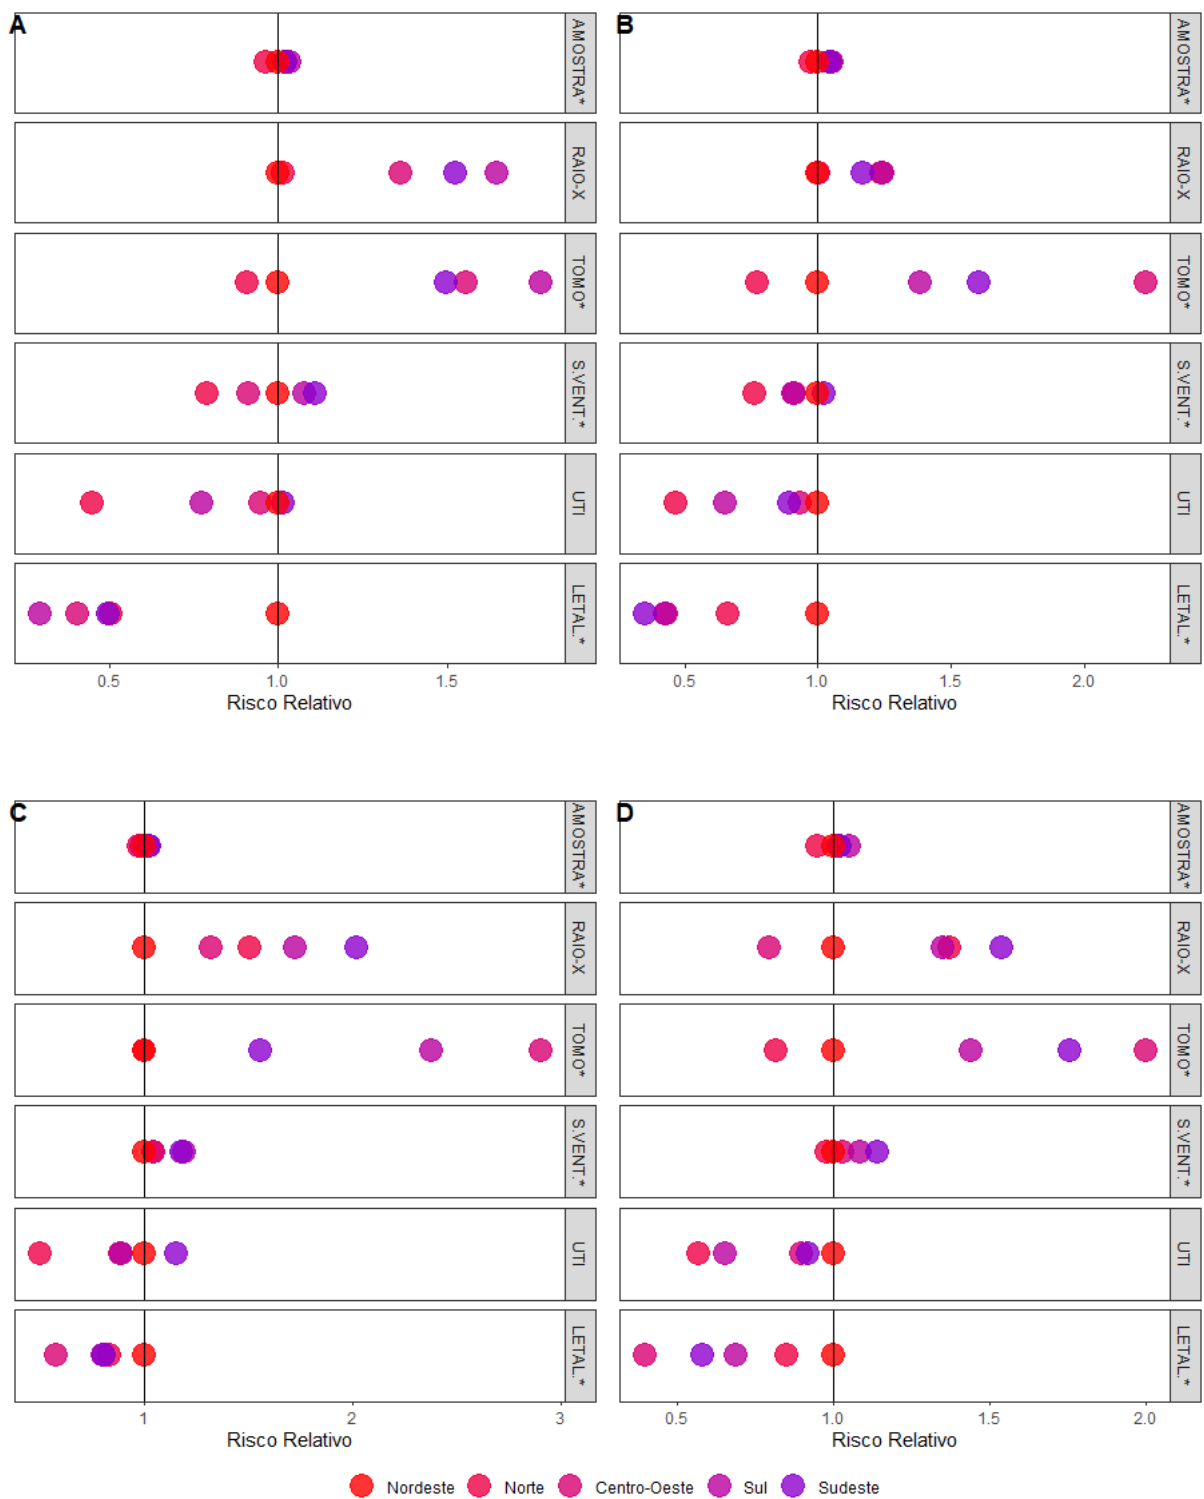 A
AMOSTRA*
RAIO-X
TOMO*
S.VENT.*
UTI
LETAL.*
0.5 1.0 1.5
Risco Relativo
B
AMOSTRA*
RAIO-X
TOMO*
S.VENT.*
UTI
LETAL.*
0.5 1.0 1.5 2.0
Risco Relativo
C
AMOSTRA*
RAIO-X
TOMO*
S.VENT.*
UTI
LETAL.*
1 2 3
Risco Relativo
D
AMOSTRA*
RAIO-X
TOMO*
S.VENT.*
UTI
LETAL.*
0.5 1.0 1.5 2.0
Risco Relativo
Nordeste Norte Centro-Oeste Sul Sudeste